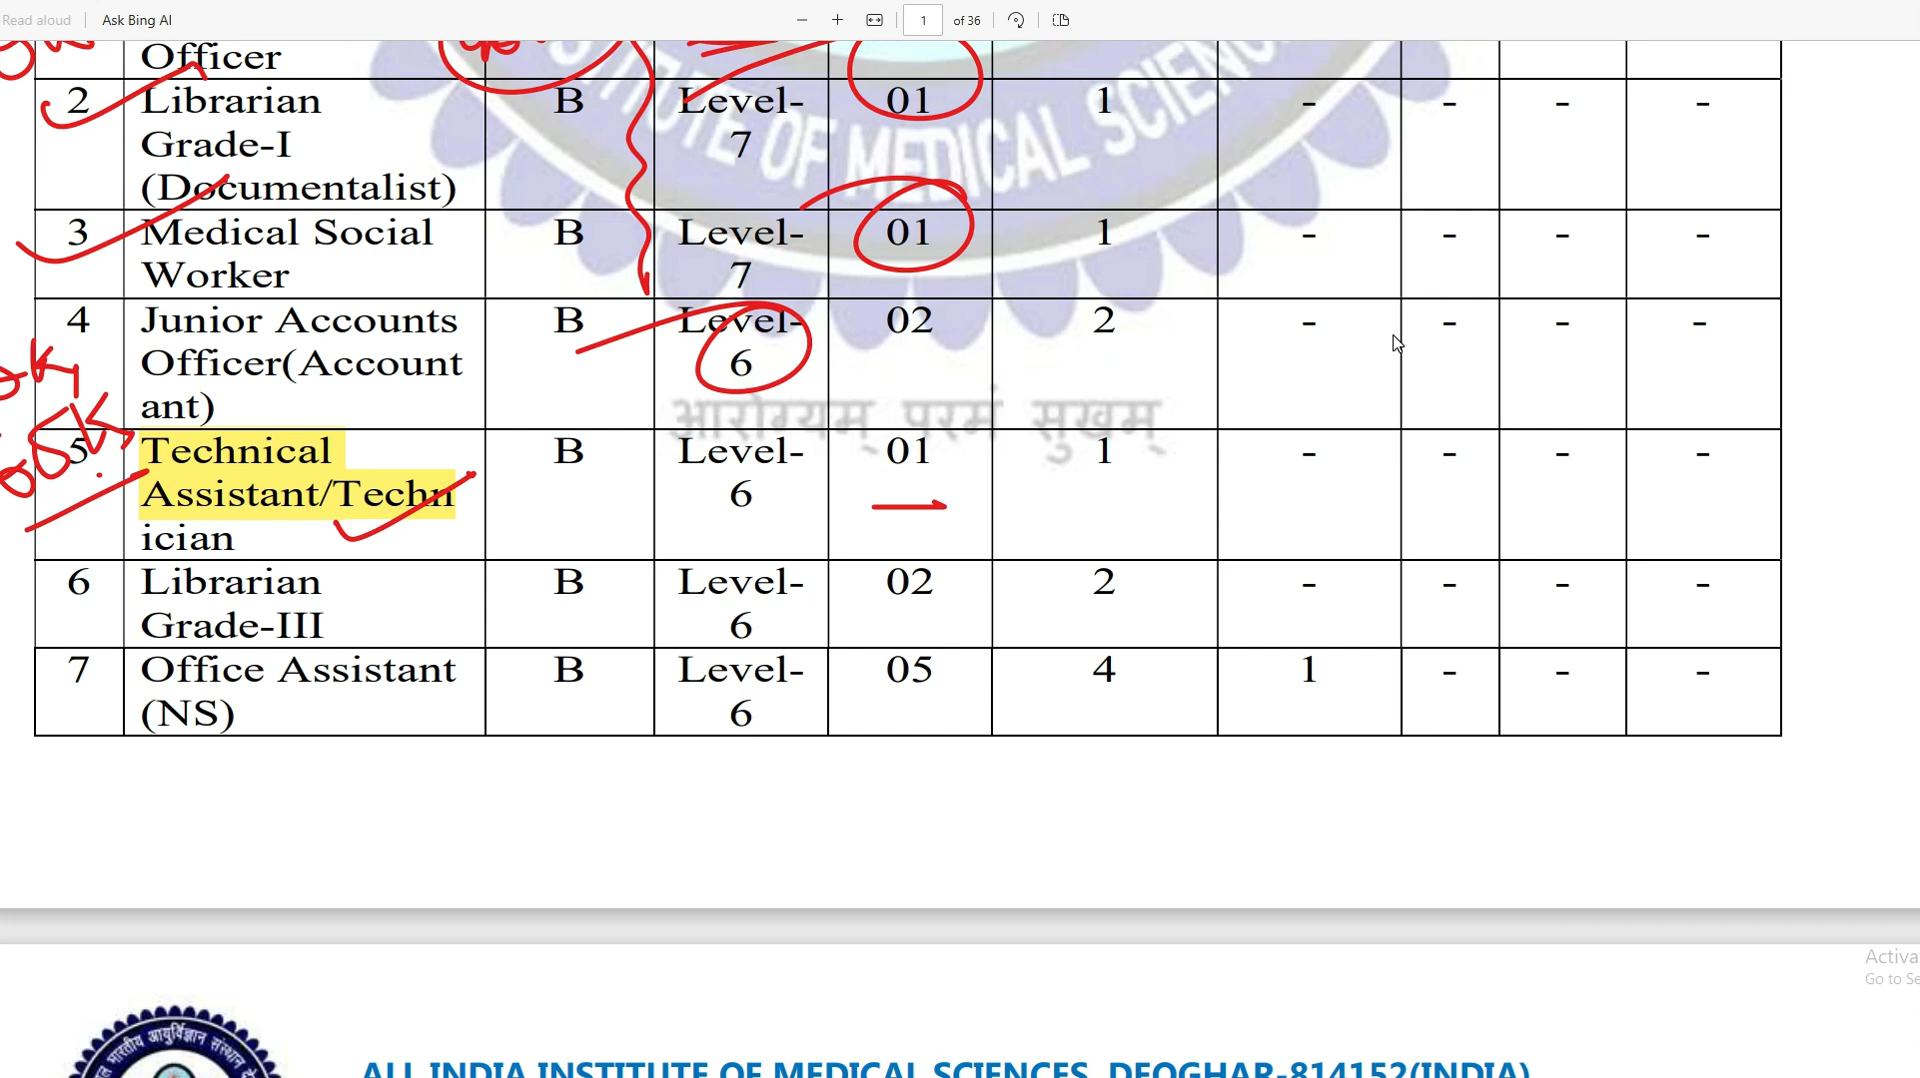 Read aloud Ask Bing AI 1 of 36
Officer
2 Librarian B Level- 01 1 - - - -
Grade-I 7
(Documentalist)
3 Medical Social B Level- 01 1 - - - -
Worker 7
4 Junior Accounts B Level- 02 2 - - - -
Officer(Account 6
ant)
5 Technical B Level- 01 1 - - - -
Assistant/Techn 6
ician
6 Librarian B Level- 02 2 - - - -
Grade-III 6
7 Office Assistant B Level- 05 4 1 - - -
(NS) 6
OF MEDICAL
आरोग्यम् परमं सुखम्
Activa
Go to Se
भारतीय आयुर्विज्ञान संस्थान
ALL INDIA INSTITUTE OF MEDICAL SCIENCES, DEOGHAR-814152(INDIA)